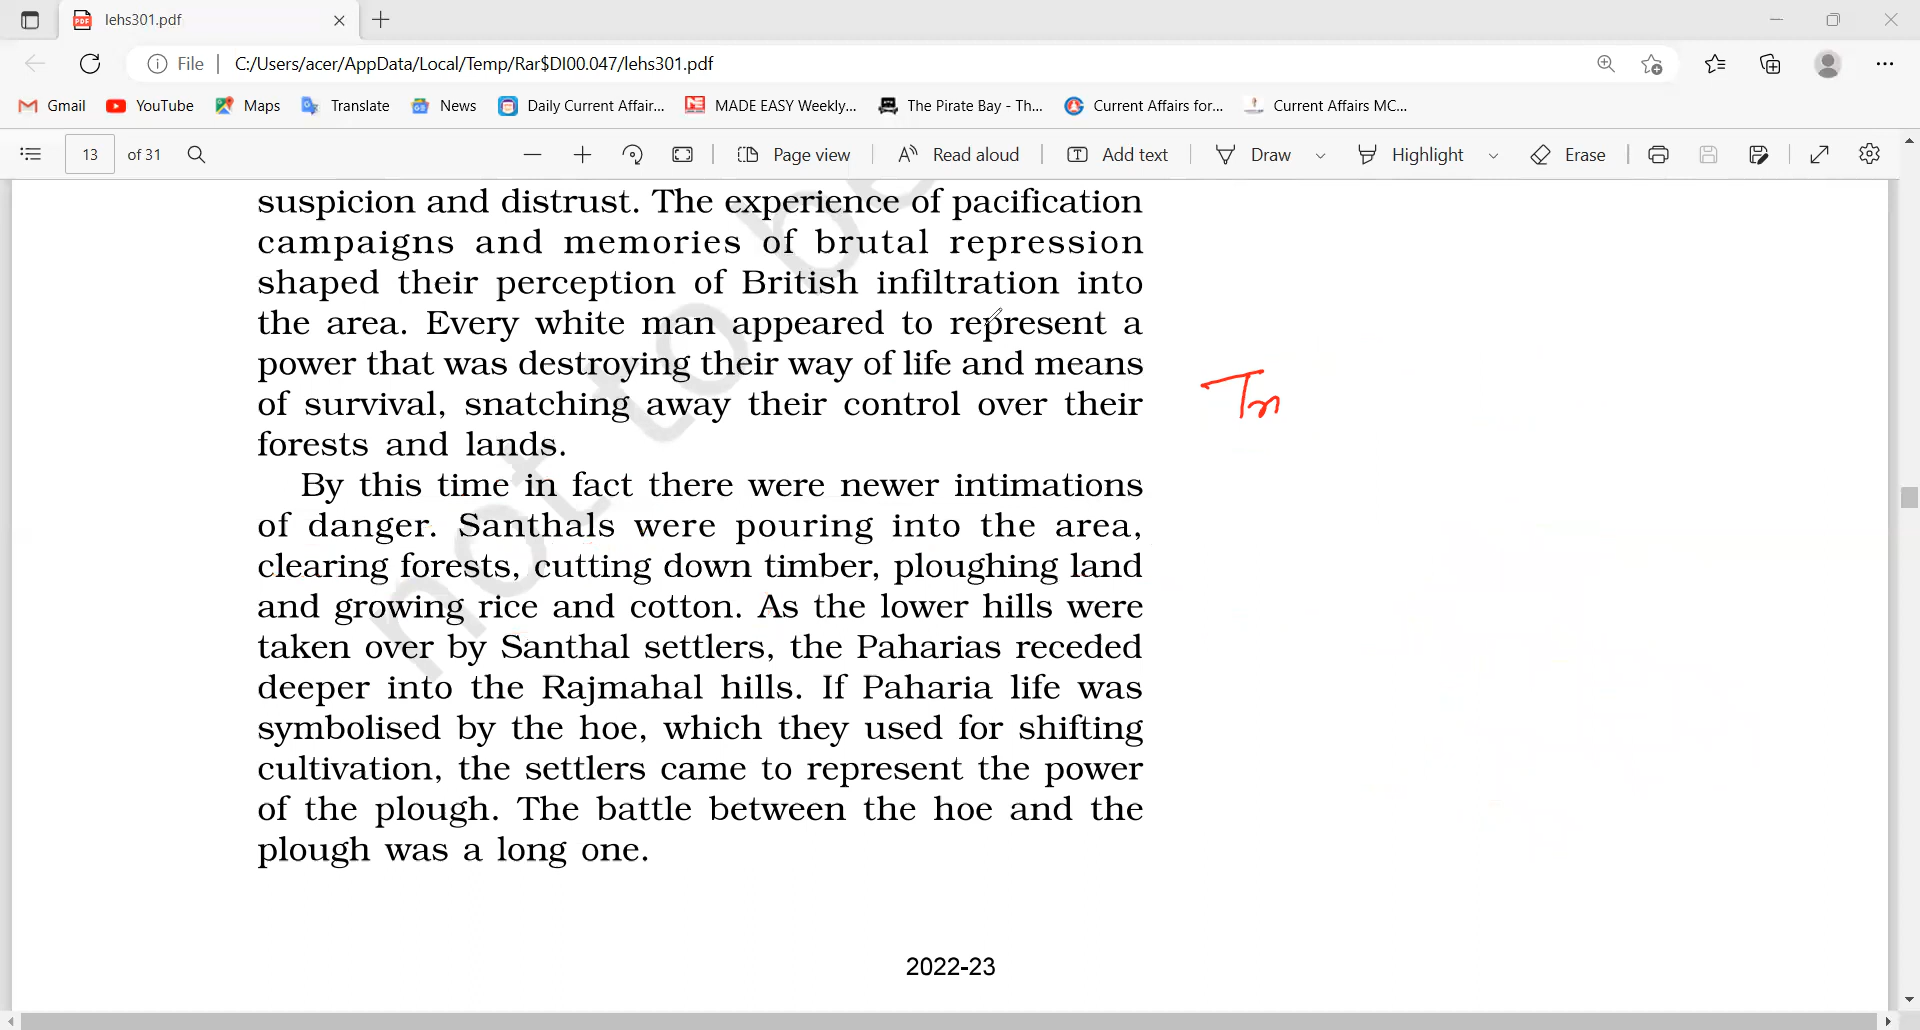 lehs301.pdf
File C:/Users/acer/AppData/Local/Temp/Rar$DI00.047/lehs301.pdf
Gmail YouTube Maps Translate News Daily Current Affair... MADE EASY Weekly... The Pirate Bay - Th... Current Affairs for... Current Affairs MC...
13 of 31 Page view Read aloud Add text Draw Highlight Erase
suspicion and distrust. The experience of pacification
campaigns and memories of brutal repression
shaped their perception of British infiltration into
the area. Every white man appeared to represent a
power that was destroying their way of life and means
of survival, snatching away their control over their
forests and lands.
By this time in fact there were newer intimations
of danger. Santhals were pouring into the area,
clearing forests, cutting down timber, ploughing land
and growing rice and cotton. As the lower hills were
taken over by Santhal settlers, the Paharias receded
deeper into the Rajmahal hills. If Paharia life was
symbolised by the hoe, which they used for shifting
cultivation, the settlers came to represent the power
of the plough. The battle between the hoe and the
plough was a long one.
not to be
2022-23